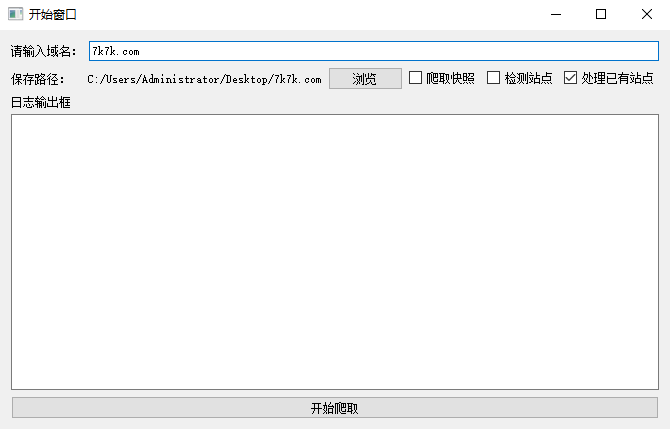 开始窗口
请输入域名： 7k7k.com
保存路径： C:/Users/Administrator/Desktop/7k7k.com 浏览 爬取快照 检测站点 处理已有站点
日志输出框
开始爬取